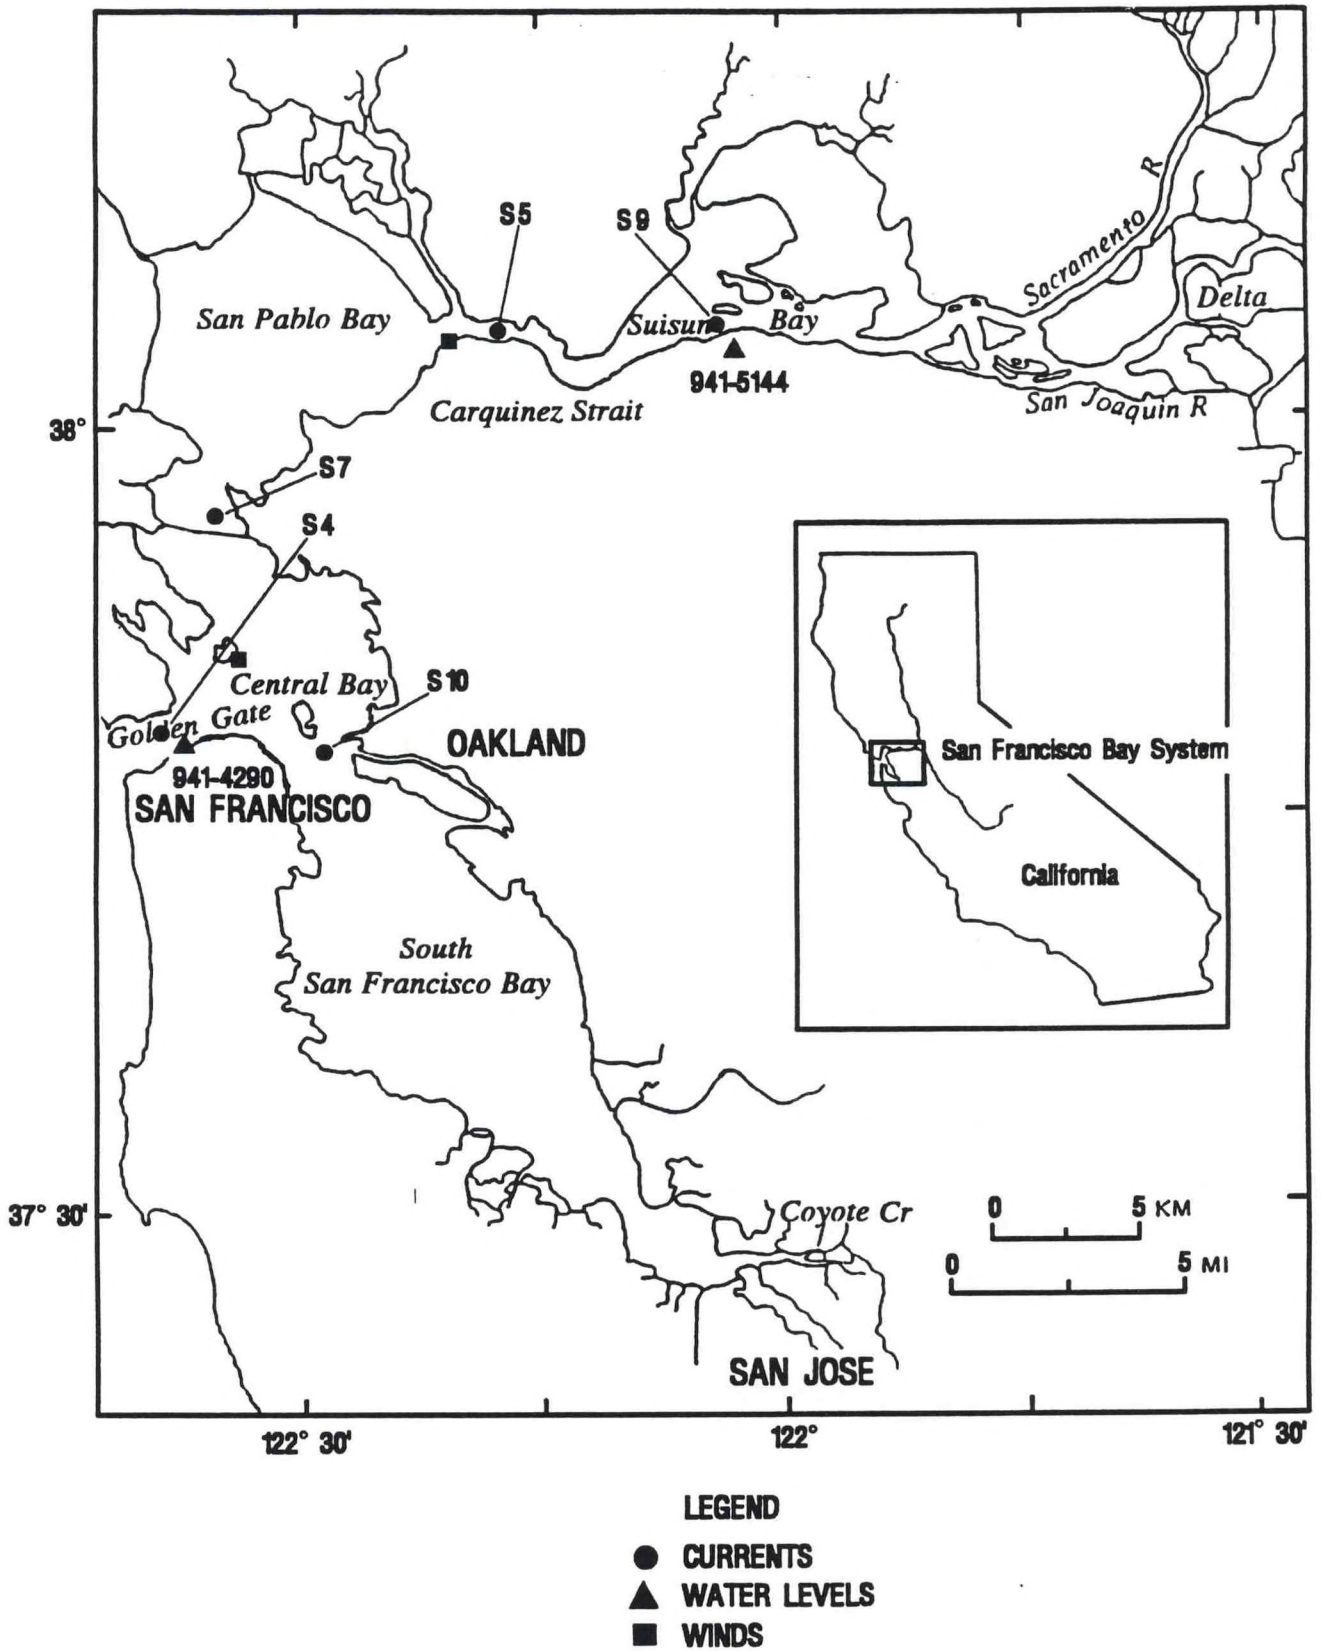 S5
S9
Sacramento R
San Pablo Bay
Suisun Bay
Delta
941-5144
Carquinez Strait
San Joaquin R
38°
S7
S4
Central Bay
S10
Golden Gate
OAKLAND
941-4290
SAN FRANCISCO
San Francisco Bay System
California
South
San Francisco Bay
37° 30'
Coyote Cr
0 5 KM
0 5 MI
SAN JOSE
122° 30' 122° 121° 30'
LEGEND
CURRENTS
WATER LEVELS
WINDS